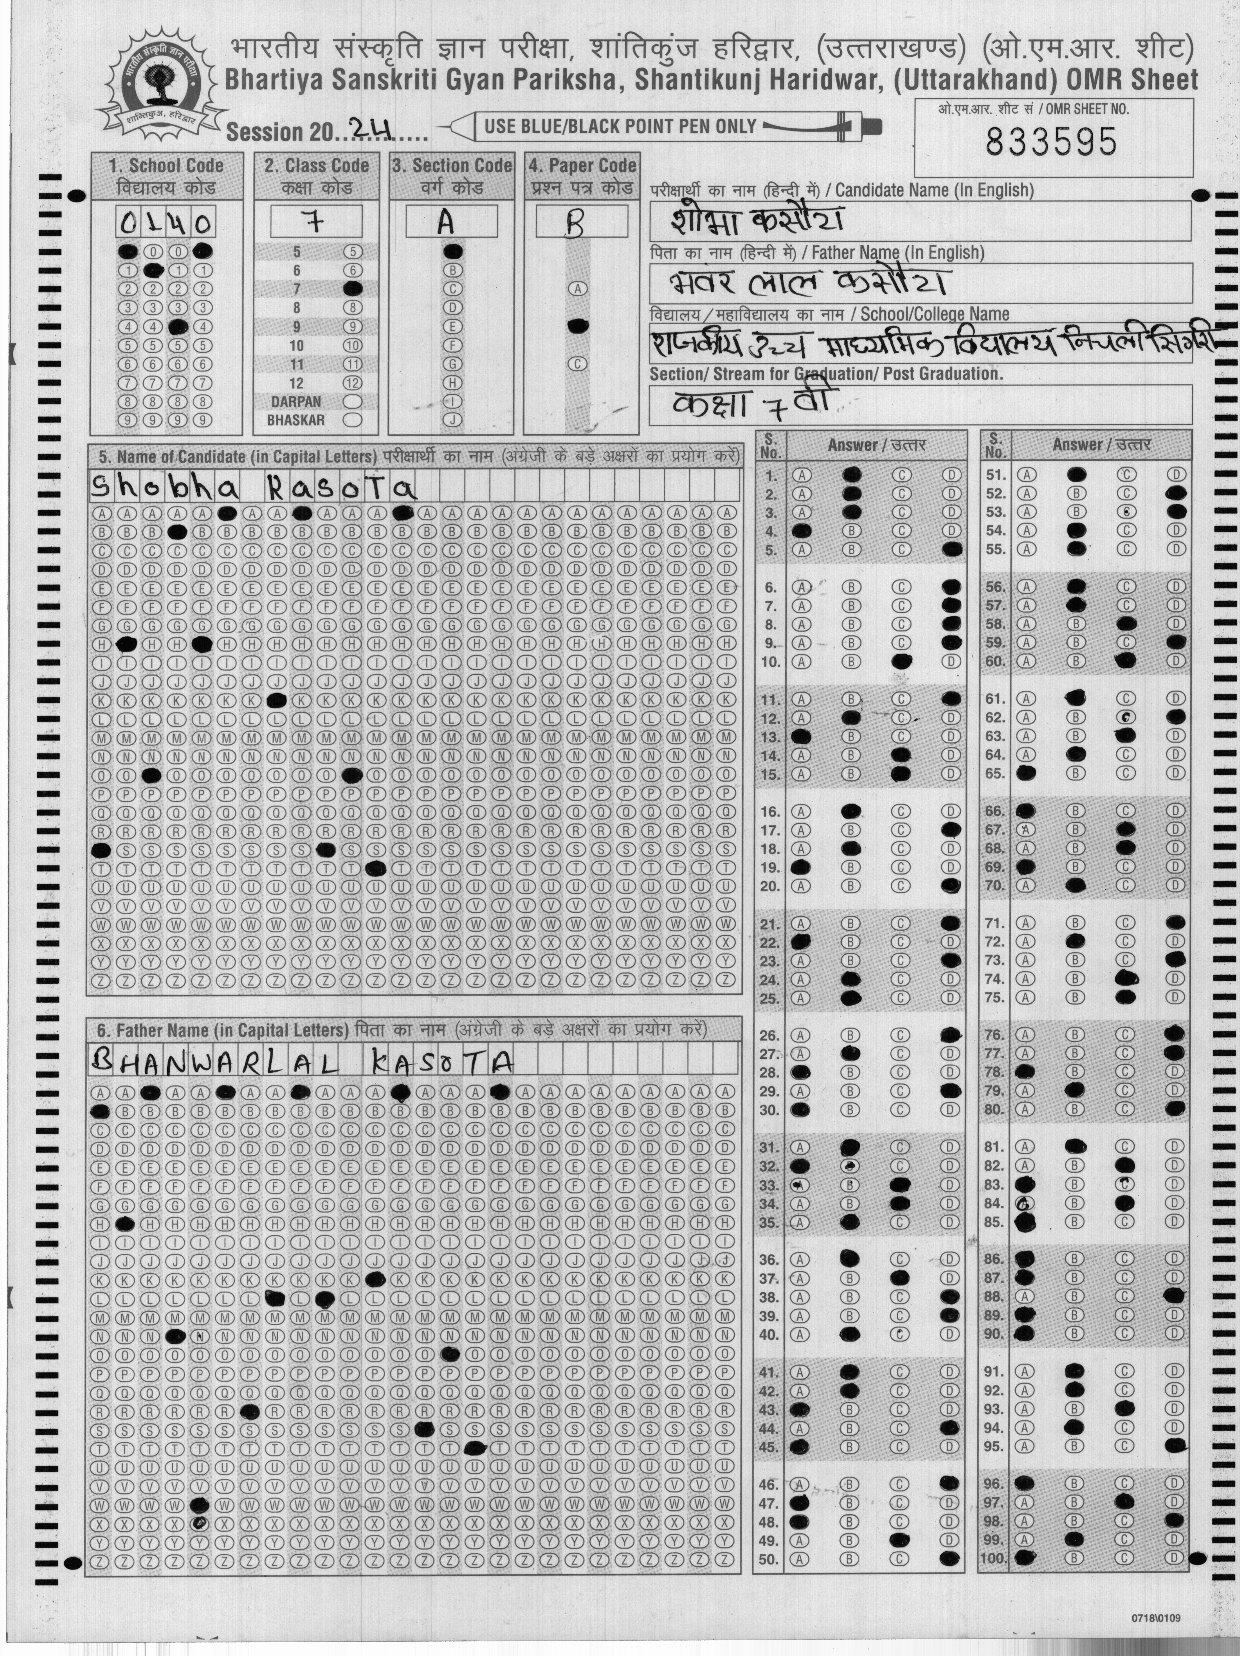 भारतीय संस्कृति ज्ञान परीक्षा, शांतिकुंज हरिद्वार, (उत्तराखण्ड) (ओ.एम.आर. शीट)
Bhartiya Sanskriti Gyan Pariksha, Shantikunj Haridwar, (Uttarakhand) OMR Sheet
Session 2024
USE BLUE/BLACK POINT PEN ONLY
ओ.एम.आर. शीट सं / OMR SHEET NO.
833595
1. School Code
विद्यालय कोड
0140
2. Class Code
कक्षा कोड
7
5
6
7
8
9
10
11
12
DARPAN
BHASKAR
3. Section Code
वर्ग कोड
A
4. Paper Code
प्रश्न पत्र कोड
B
परीक्षार्थी का नाम (हिन्दी में) / Candidate Name (In English)
शोभा कसौटा
पिता का नाम (हिन्दी में) / Father Name (In English)
भवर लाल कसौटा
विद्यालय / महाविद्यालय का नाम / School/College Name
राजकीय उच्च माध्यमिक विद्यालय निचली सिगरी
Section/ Stream for Graduation/ Post Graduation.
कक्षा 7 वी
5. Name of Candidate (in Capital Letters) परीक्षार्थी का नाम (अंग्रेजी के बड़े अक्षरों का प्रयोग करें)
Shobha KasoTa
6. Father Name (in Capital Letters) पिता का नाम (अंग्रेजी के बड़े अक्षरों का प्रयोग करें)
BHANWARLAL KASOTA
S. No. Answer / उत्तर
S. No. Answer / उत्तर
0718\0109